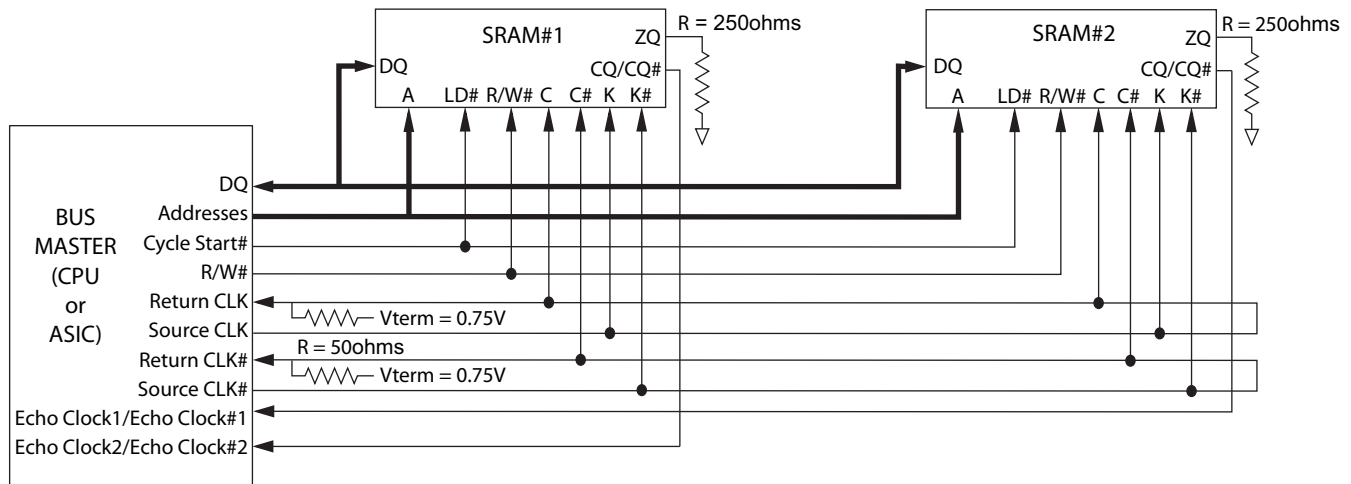 SRAM#1
ZQ
R = 250ohms
DQ
CQ/CQ#
A LD# R/W# C C# K K#
SRAM#2
ZQ
R = 250ohms
DQ
CQ/CQ#
A LD# R/W# C C# K K#
BUS
MASTER
(CPU
or
ASIC)
DQ
Addresses
Cycle Start#
R/W#
Return CLK
Source CLK
Return CLK#
Source CLK#
Echo Clock1/Echo Clock#1
Echo Clock2/Echo Clock#2
Vterm = 0.75V
R = 50ohms
Vterm = 0.75V